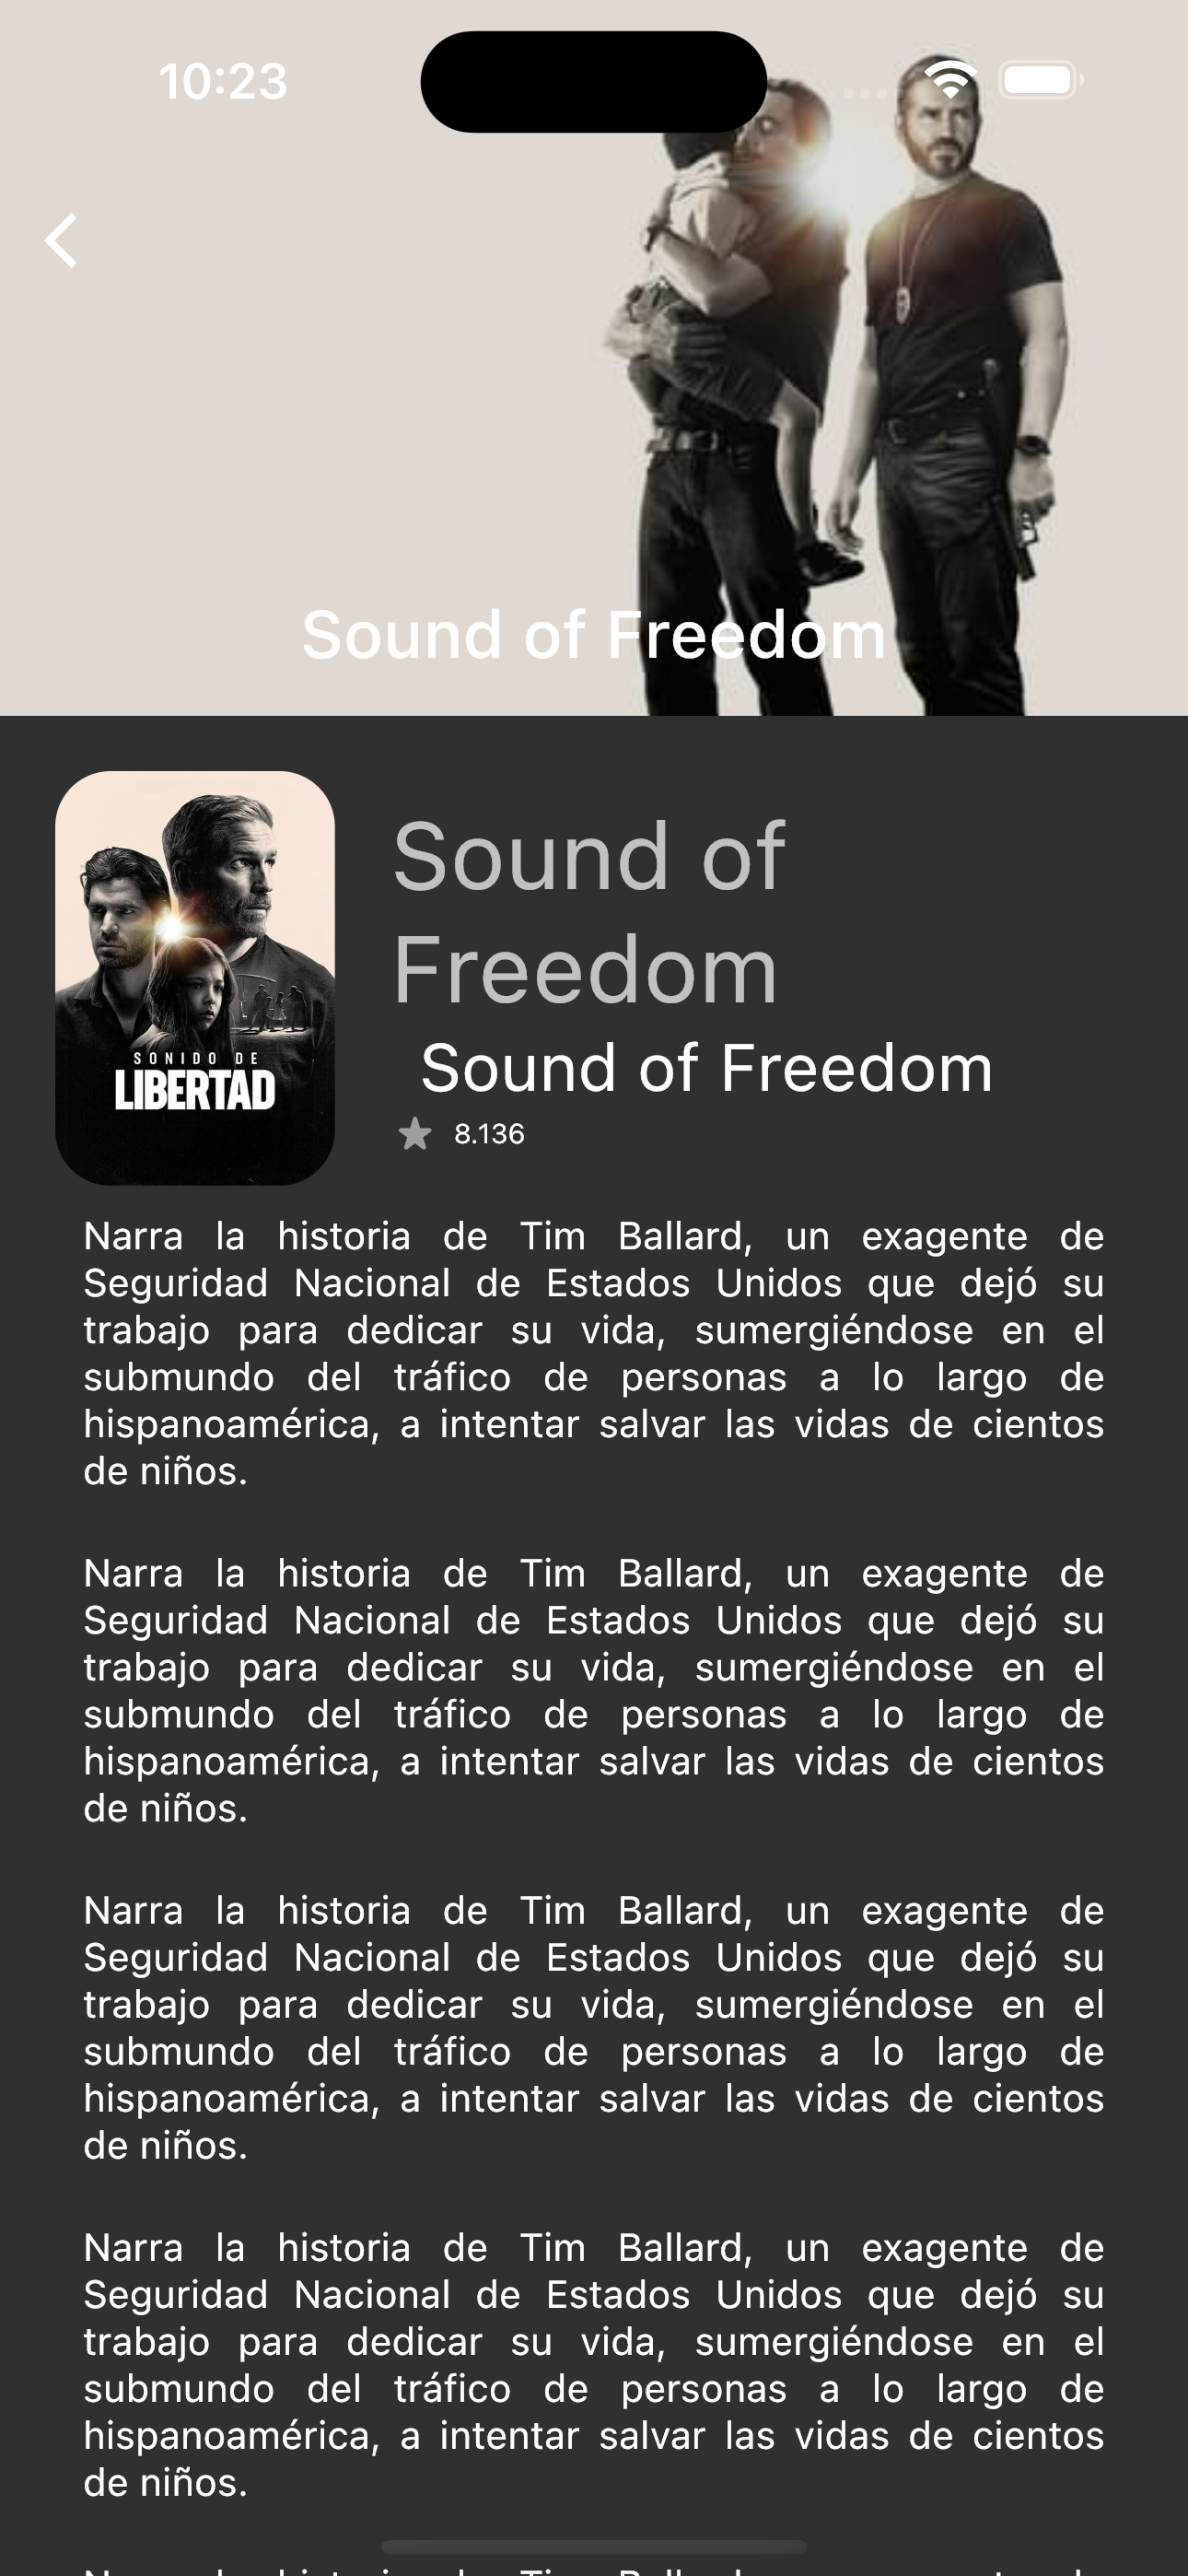 10:23
Sound of Freedom
SONIDO DE
LIBERTAD
Sound of
Freedom
Sound of Freedom
8.136
Narra la historia de Tim Ballard, un exagente de
Seguridad Nacional de Estados Unidos que dejó su
trabajo para dedicar su vida, sumergiéndose en el
submundo del tráfico de personas a lo largo de
hispanoamérica, a intentar salvar las vidas de cientos
de niños.
Narra la historia de Tim Ballard, un exagente de
Seguridad Nacional de Estados Unidos que dejó su
trabajo para dedicar su vida, sumergiéndose en el
submundo del tráfico de personas a lo largo de
hispanoamérica, a intentar salvar las vidas de cientos
de niños.
Narra la historia de Tim Ballard, un exagente de
Seguridad Nacional de Estados Unidos que dejó su
trabajo para dedicar su vida, sumergiéndose en el
submundo del tráfico de personas a lo largo de
hispanoamérica, a intentar salvar las vidas de cientos
de niños.
Narra la historia de Tim Ballard, un exagente de
Seguridad Nacional de Estados Unidos que dejó su
trabajo para dedicar su vida, sumergiéndose en el
submundo del tráfico de personas a lo largo de
hispanoamérica, a intentar salvar las vidas de cientos
de niños.